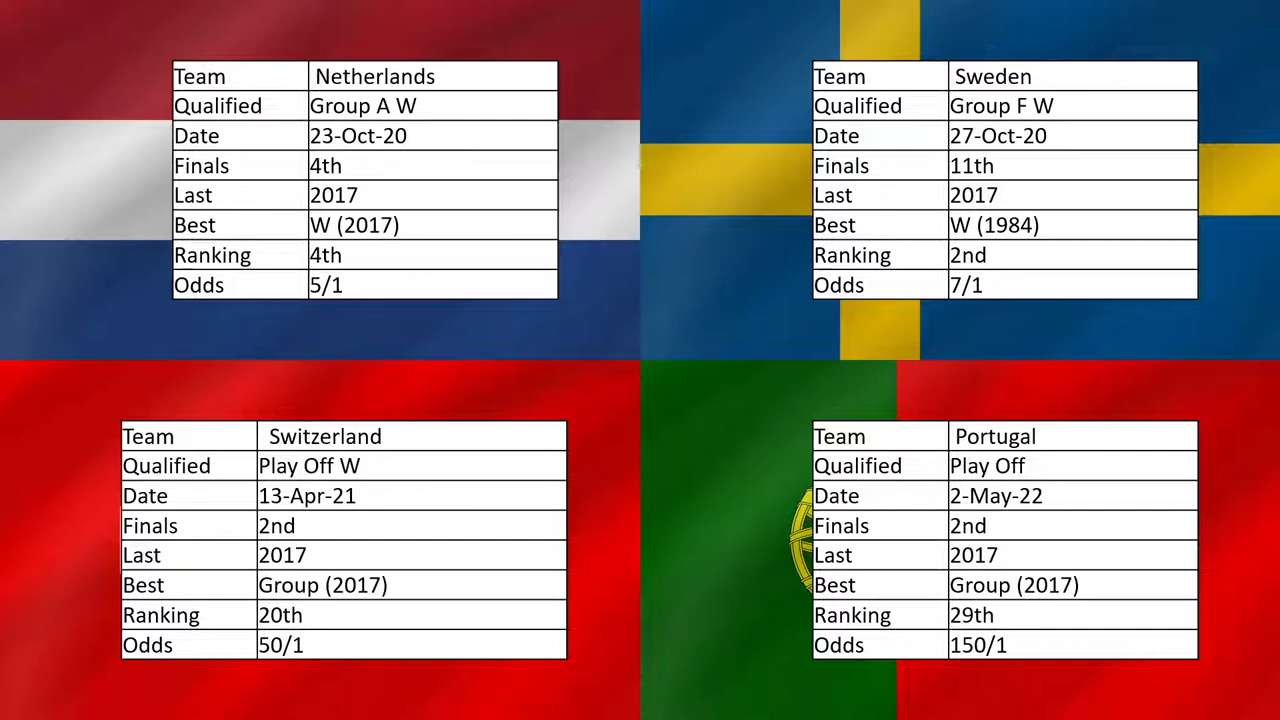 Team Netherlands
Qualified Group A W
Date 23-Oct-20
Finals 4th
Last 2017
Best W (2017)
Ranking 4th
Odds 5/1
Team Sweden
Qualified Group F W
Date 27-Oct-20
Finals 11th
Last 2017
Best W (1984)
Ranking 2nd
Odds 7/1
Team Switzerland
Qualified Play Off W
Date 13-Apr-21
Finals 2nd
Last 2017
Best Group (2017)
Ranking 20th
Odds 50/1
Team Portugal
Qualified Play Off
Date 2-May-22
Finals 2nd
Last 2017
Best Group (2017)
Ranking 29th
Odds 150/1